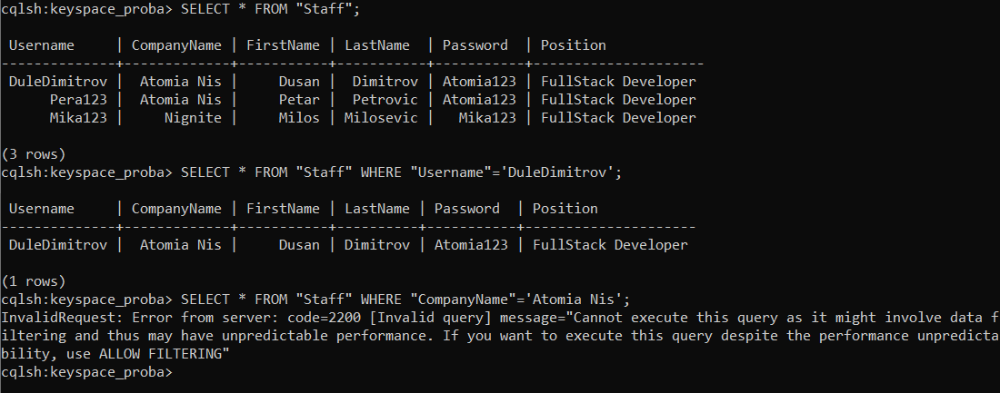 cqlsh:keyspace_proba> SELECT * FROM "Staff";
 Username     | CompanyName | FirstName | LastName  | Password  | Position
--------------+-------------+-----------+-----------+-----------+---------------------
 DuleDimitrov |  Atomia Nis |     Dusan |  Dimitrov | Atomia123 | FullStack Developer
      Pera123 |  Atomia Nis |     Petar |  Petrovic | Atomia123 | FullStack Developer
      Mika123 |     Nignite |     Milos | Milosevic |   Mika123 | FullStack Developer
(3 rows)
cqlsh:keyspace_proba> SELECT * FROM "Staff" WHERE "Username"='DuleDimitrov';
 Username     | CompanyName | FirstName | LastName | Password  | Position
--------------+-------------+-----------+----------+-----------+---------------------
 DuleDimitrov |  Atomia Nis |     Dusan | Dimitrov | Atomia123 | FullStack Developer
(1 rows)
cqlsh:keyspace_proba> SELECT * FROM "Staff" WHERE "CompanyName"='Atomia Nis';
InvalidRequest: Error from server: code=2200 [Invalid query] message="Cannot execute this query as it might involve data f
iltering and thus may have unpredictable performance. If you want to execute this query despite the performance unpredicta
bility, use ALLOW FILTERING"
cqlsh:keyspace_proba>